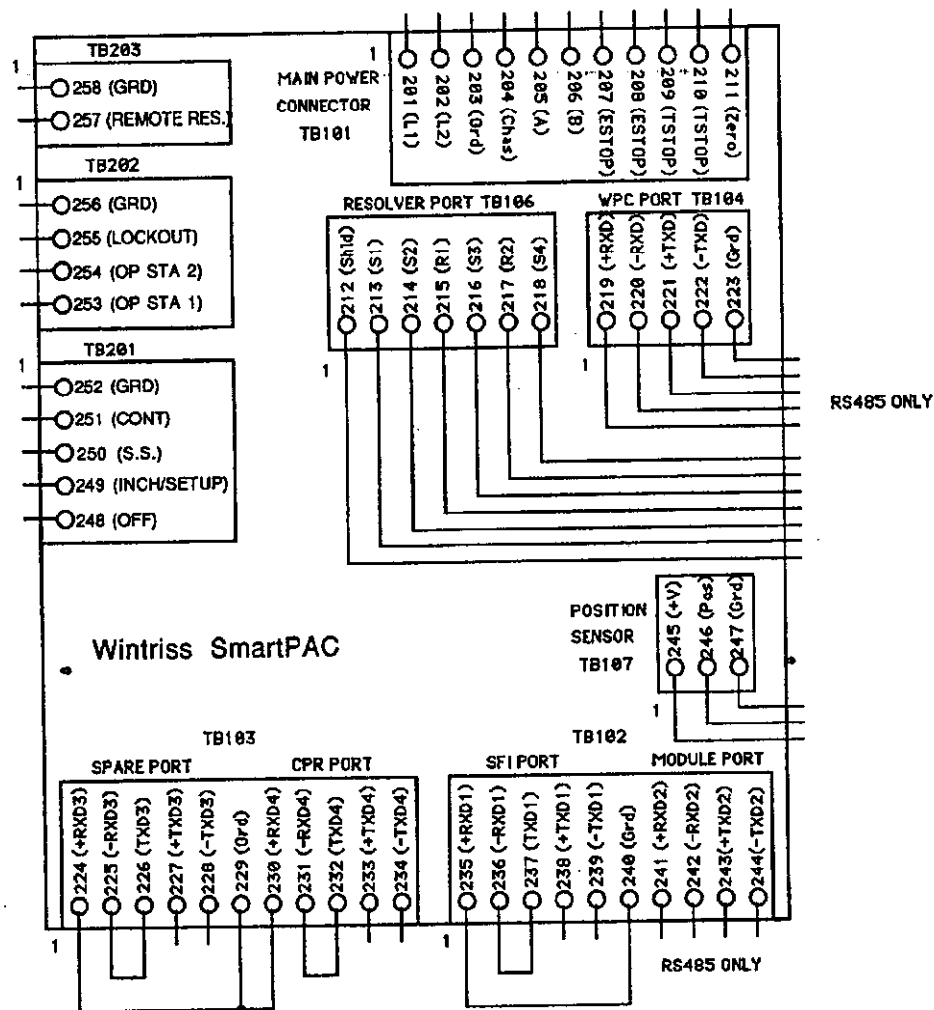 TB203
1
258 (GRD)
257 (REMOTE RES.)
TB202
1
256 (GRD)
255 (LOCKOUT)
254 (OP STA 2)
253 (OP STA 1)
TB201
1
252 (GRD)
251 (CONT)
250 (S.S.)
249 (INCH/SETUP)
248 (OFF)
1
MAIN POWER
CONNECTOR
TB101
201 (L1)
202 (L2)
203 (Grd)
204 (Chas)
205 (A)
206 (B)
207 (ESTOP)
208 (ESTOP)
209 (TSTOP)
210 (TSTOP)
211 (Zero)
RESOLVER PORT TB106
212 (Shld)
213 (S1)
214 (S2)
215 (R1)
216 (S3)
217 (R2)
218 (S4)
1
WPC PORT TB104
219 (+RXD)
220 (-RXD)
221 (+TXD)
222 (-TXD)
223 (Grd)
1
RS485 ONLY
POSITION
SENSOR
TB107
245 (+V)
246 (Pos)
247 (Grd)
1
Wintriss SmartPAC
TB103
SPARE PORT
CPR PORT
224 (+RXD3)
225 (-RXD3)
226 (TXD3)
227 (+TXD3)
228 (-TXD3)
229 (Grd)
230 (+RXD4)
231 (-RXD4)
232 (TXD4)
233 (+TXD4)
234 (-TXD4)
1
TB102
SFI PORT
MODULE PORT
235 (+RXD1)
236 (-RXD1)
237 (TXD1)
238 (+TXD1)
239 (-TXD1)
240 (Grd)
241 (+RXD2)
242 (-RXD2)
243(+TXD2)
244(-TXD2)
1
RS485 ONLY